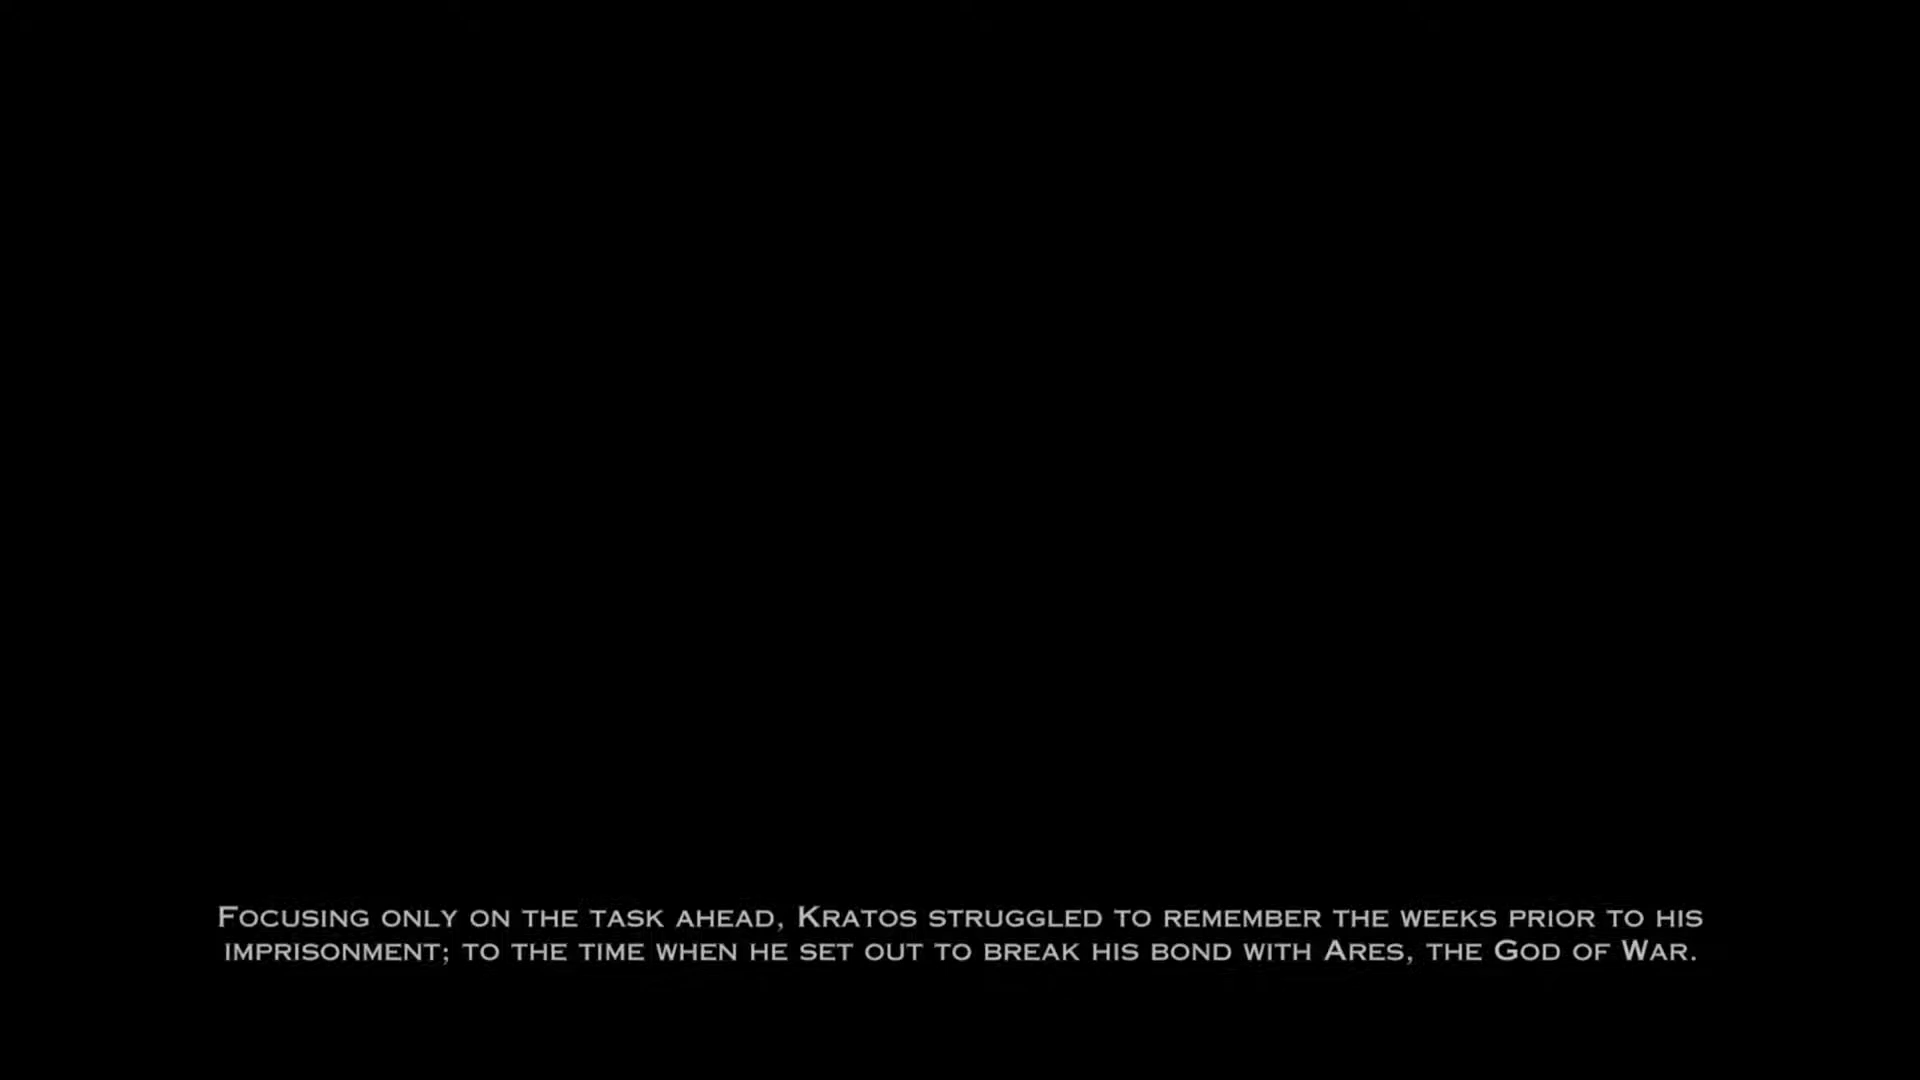 Focusing only on the task ahead, Kratos struggled to remember the weeks prior to his
imprisonment; to the time when he set out to break his bond with Ares, the God of War.